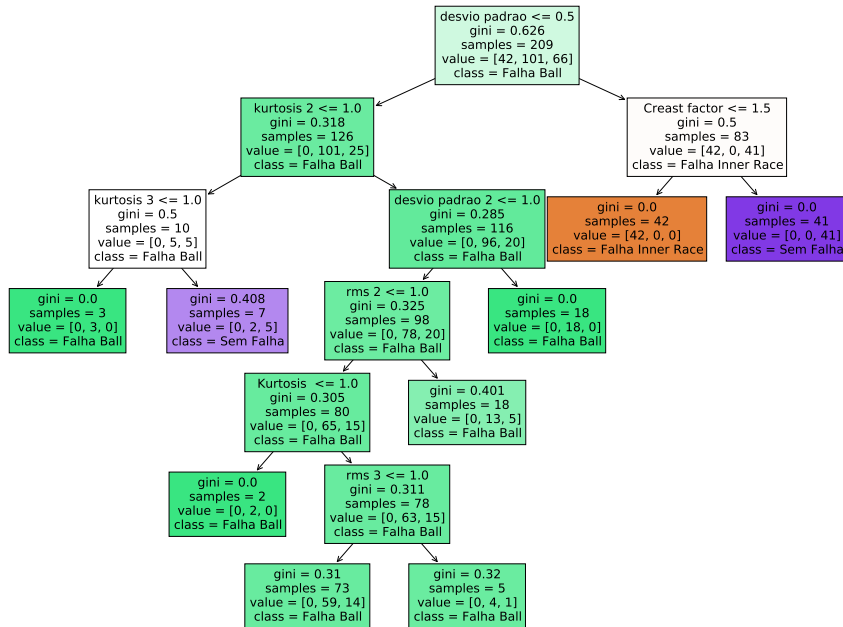 desvio padrao <= 0.5
gini = 0.626
samples = 209
value = [42, 101, 66]
class = Falha Ball
kurtosis 2 <= 1.0
gini = 0.318
samples = 126
value = [0, 101, 25]
class = Falha Ball
Creast factor <= 1.5
gini = 0.5
samples = 83
value = [42, 0, 41]
class = Falha Inner Race
kurtosis 3 <= 1.0
gini = 0.5
samples = 10
value = [0, 5, 5]
class = Falha Ball
desvio padrao 2 <= 1.0
gini = 0.285
samples = 116
value = [0, 96, 20]
class = Falha Ball
gini = 0.0
samples = 42
value = [42, 0, 0]
class = Falha Inner Race
gini = 0.0
samples = 41
value = [0, 0, 41]
class = Sem Falha
gini = 0.0
samples = 3
value = [0, 3, 0]
class = Falha Ball
gini = 0.408
samples = 7
value = [0, 2, 5]
class = Sem Falha
rms 2 <= 1.0
gini = 0.325
samples = 98
value = [0, 78, 20]
class = Falha Ball
gini = 0.0
samples = 18
value = [0, 18, 0]
class = Falha Ball
Kurtosis  <= 1.0
gini = 0.305
samples = 80
value = [0, 65, 15]
class = Falha Ball
gini = 0.401
samples = 18
value = [0, 13, 5]
class = Falha Ball
gini = 0.0
samples = 2
value = [0, 2, 0]
class = Falha Ball
rms 3 <= 1.0
gini = 0.311
samples = 78
value = [0, 63, 15]
class = Falha Ball
gini = 0.31
samples = 73
value = [0, 59, 14]
class = Falha Ball
gini = 0.32
samples = 5
value = [0, 4, 1]
class = Falha Ball